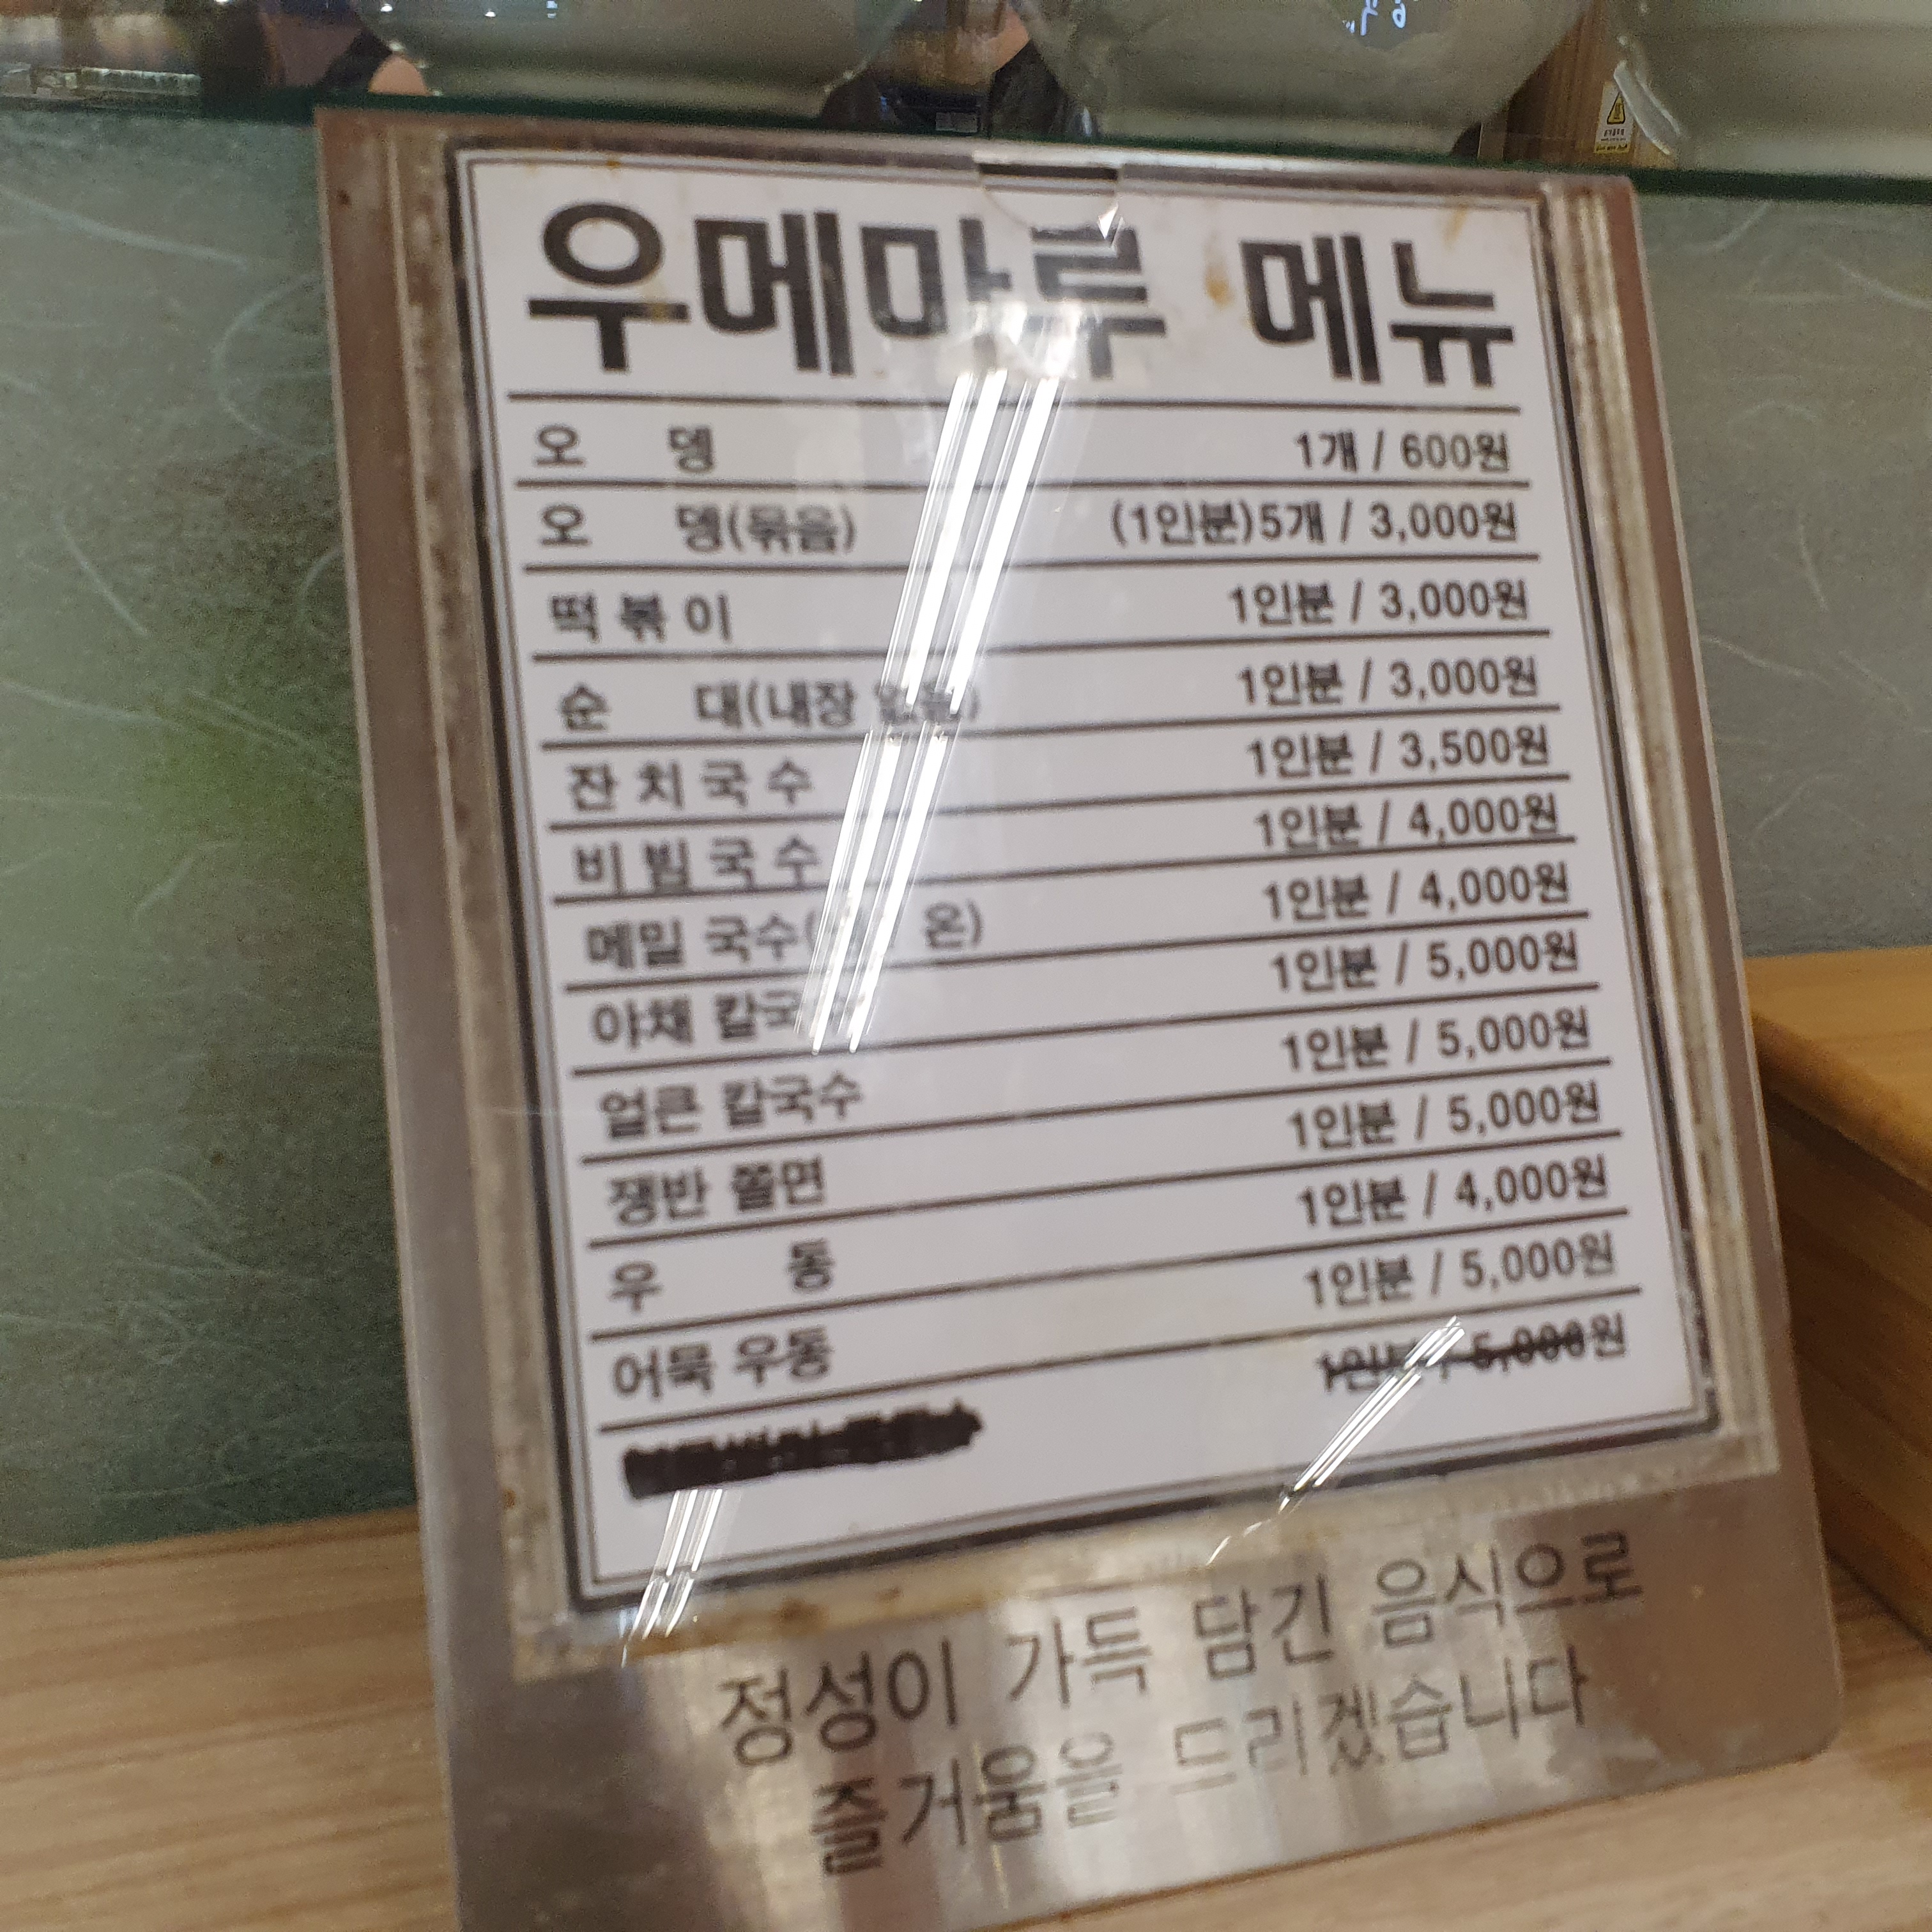 우메마루 메뉴
오 뎅 1개 / 600원
오 뎅(볶음) (1인분)5개 / 3,000원
떡 볶 이 1인분 / 3,000원
순 대(내장 없음) 1인분 / 3,000원
잔 치 국 수 1인분 / 3,500원
비 빔 국 수 1인분 / 4,000원
메밀 국수( 온) 1인분 / 4,000원
야채 칼국수 1인분 / 5,000원
얼큰 칼국수 1인분 / 5,000원
쟁반 쫄면 1인분 / 5,000원
우 동 1인분 / 4,000원
어묵 우동 1인분 / 5,000원
1인분 / 5,000원
정성이 가득 담긴 음식으로
즐거움을 드리겠습니다